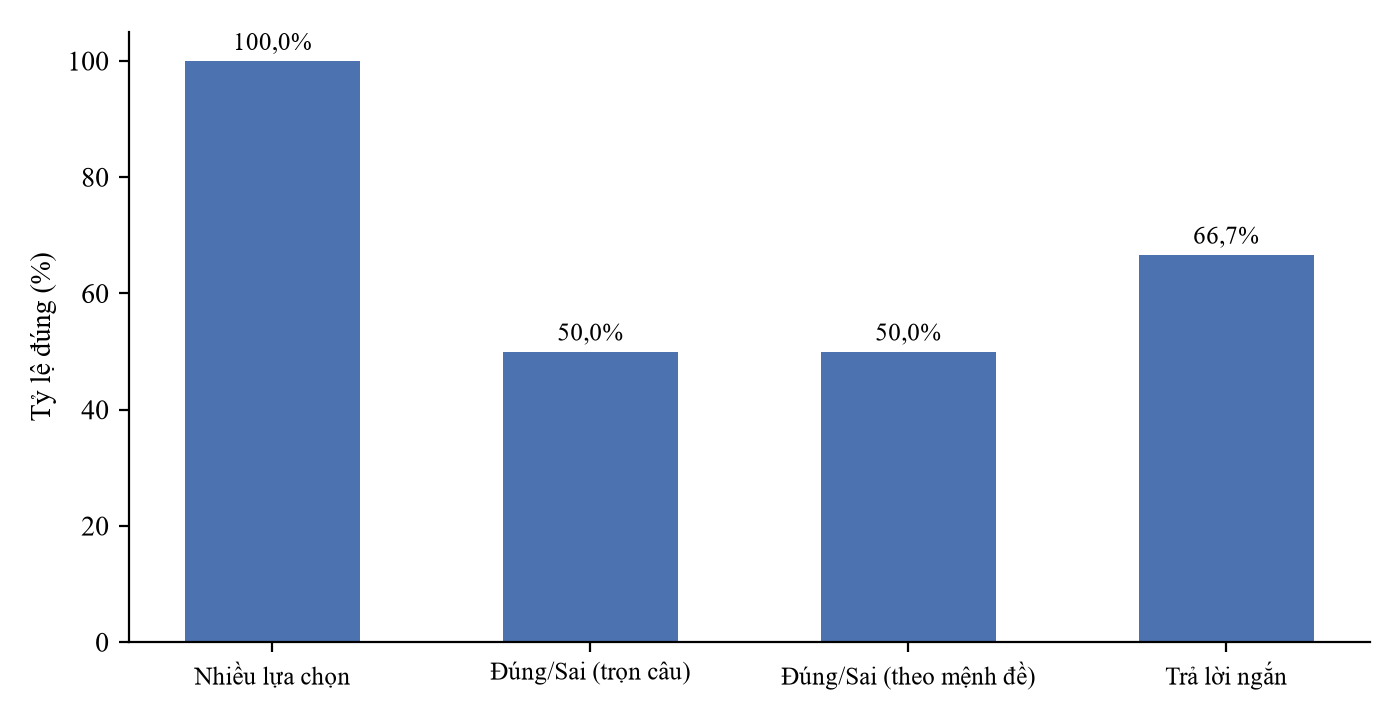 Tỷ lệ đúng (%)
100
80
60
40
20
0
100,0%
50,0%
50,0%
66,7%
Nhiều lựa chọn
Đúng/Sai (trọn câu)
Đúng/Sai (theo mệnh đề)
Trả lời ngắn